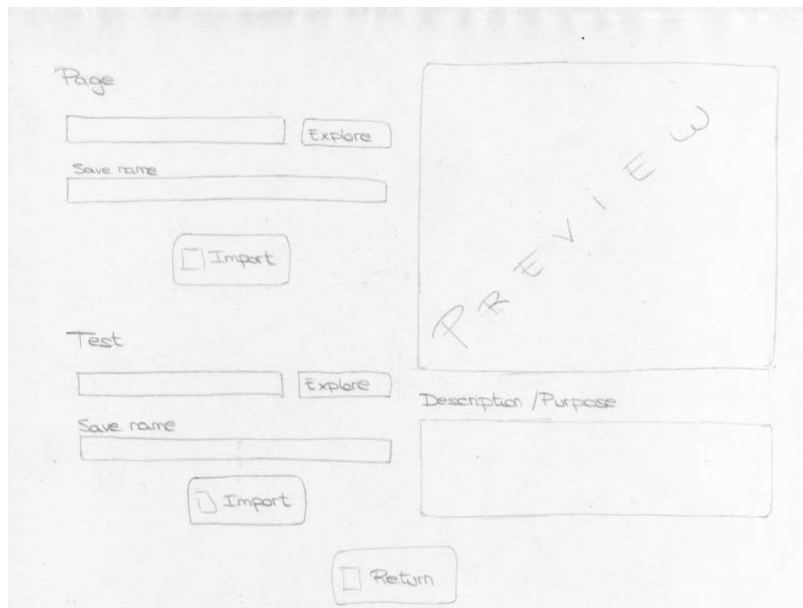 Page
Explore
Save name
Import
PREVIEW
Test
Explore
Save name
Import
Description / Purpose
Return